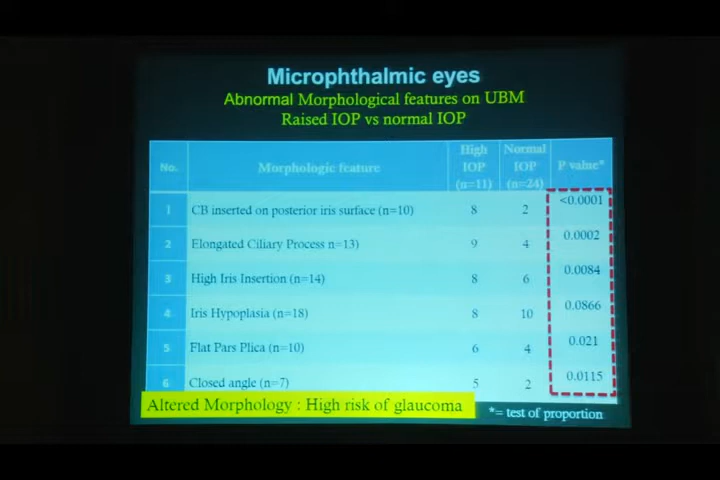 Microphthalmic eyes
Abnormal Morphological features on UBM
Raised IOP vs normal IOP
No. Morphologic feature High IOP (n=11) Normal IOP (n=24) P value*
1 CB inserted on posterior iris surface (n=10) 8 2 <0.0001
2 Elongated Ciliary Process n=13) 9 4 0.0002
3 High Iris Insertion (n=14) 8 6 0.0084
4 Iris Hypoplasia (n=18) 8 10 0.0866
5 Flat Pars Plica (n=10) 6 4 0.021
6 Closed angle (n=7) 5 2 0.0115
Altered Morphology : High risk of glaucoma
*= test of proportion